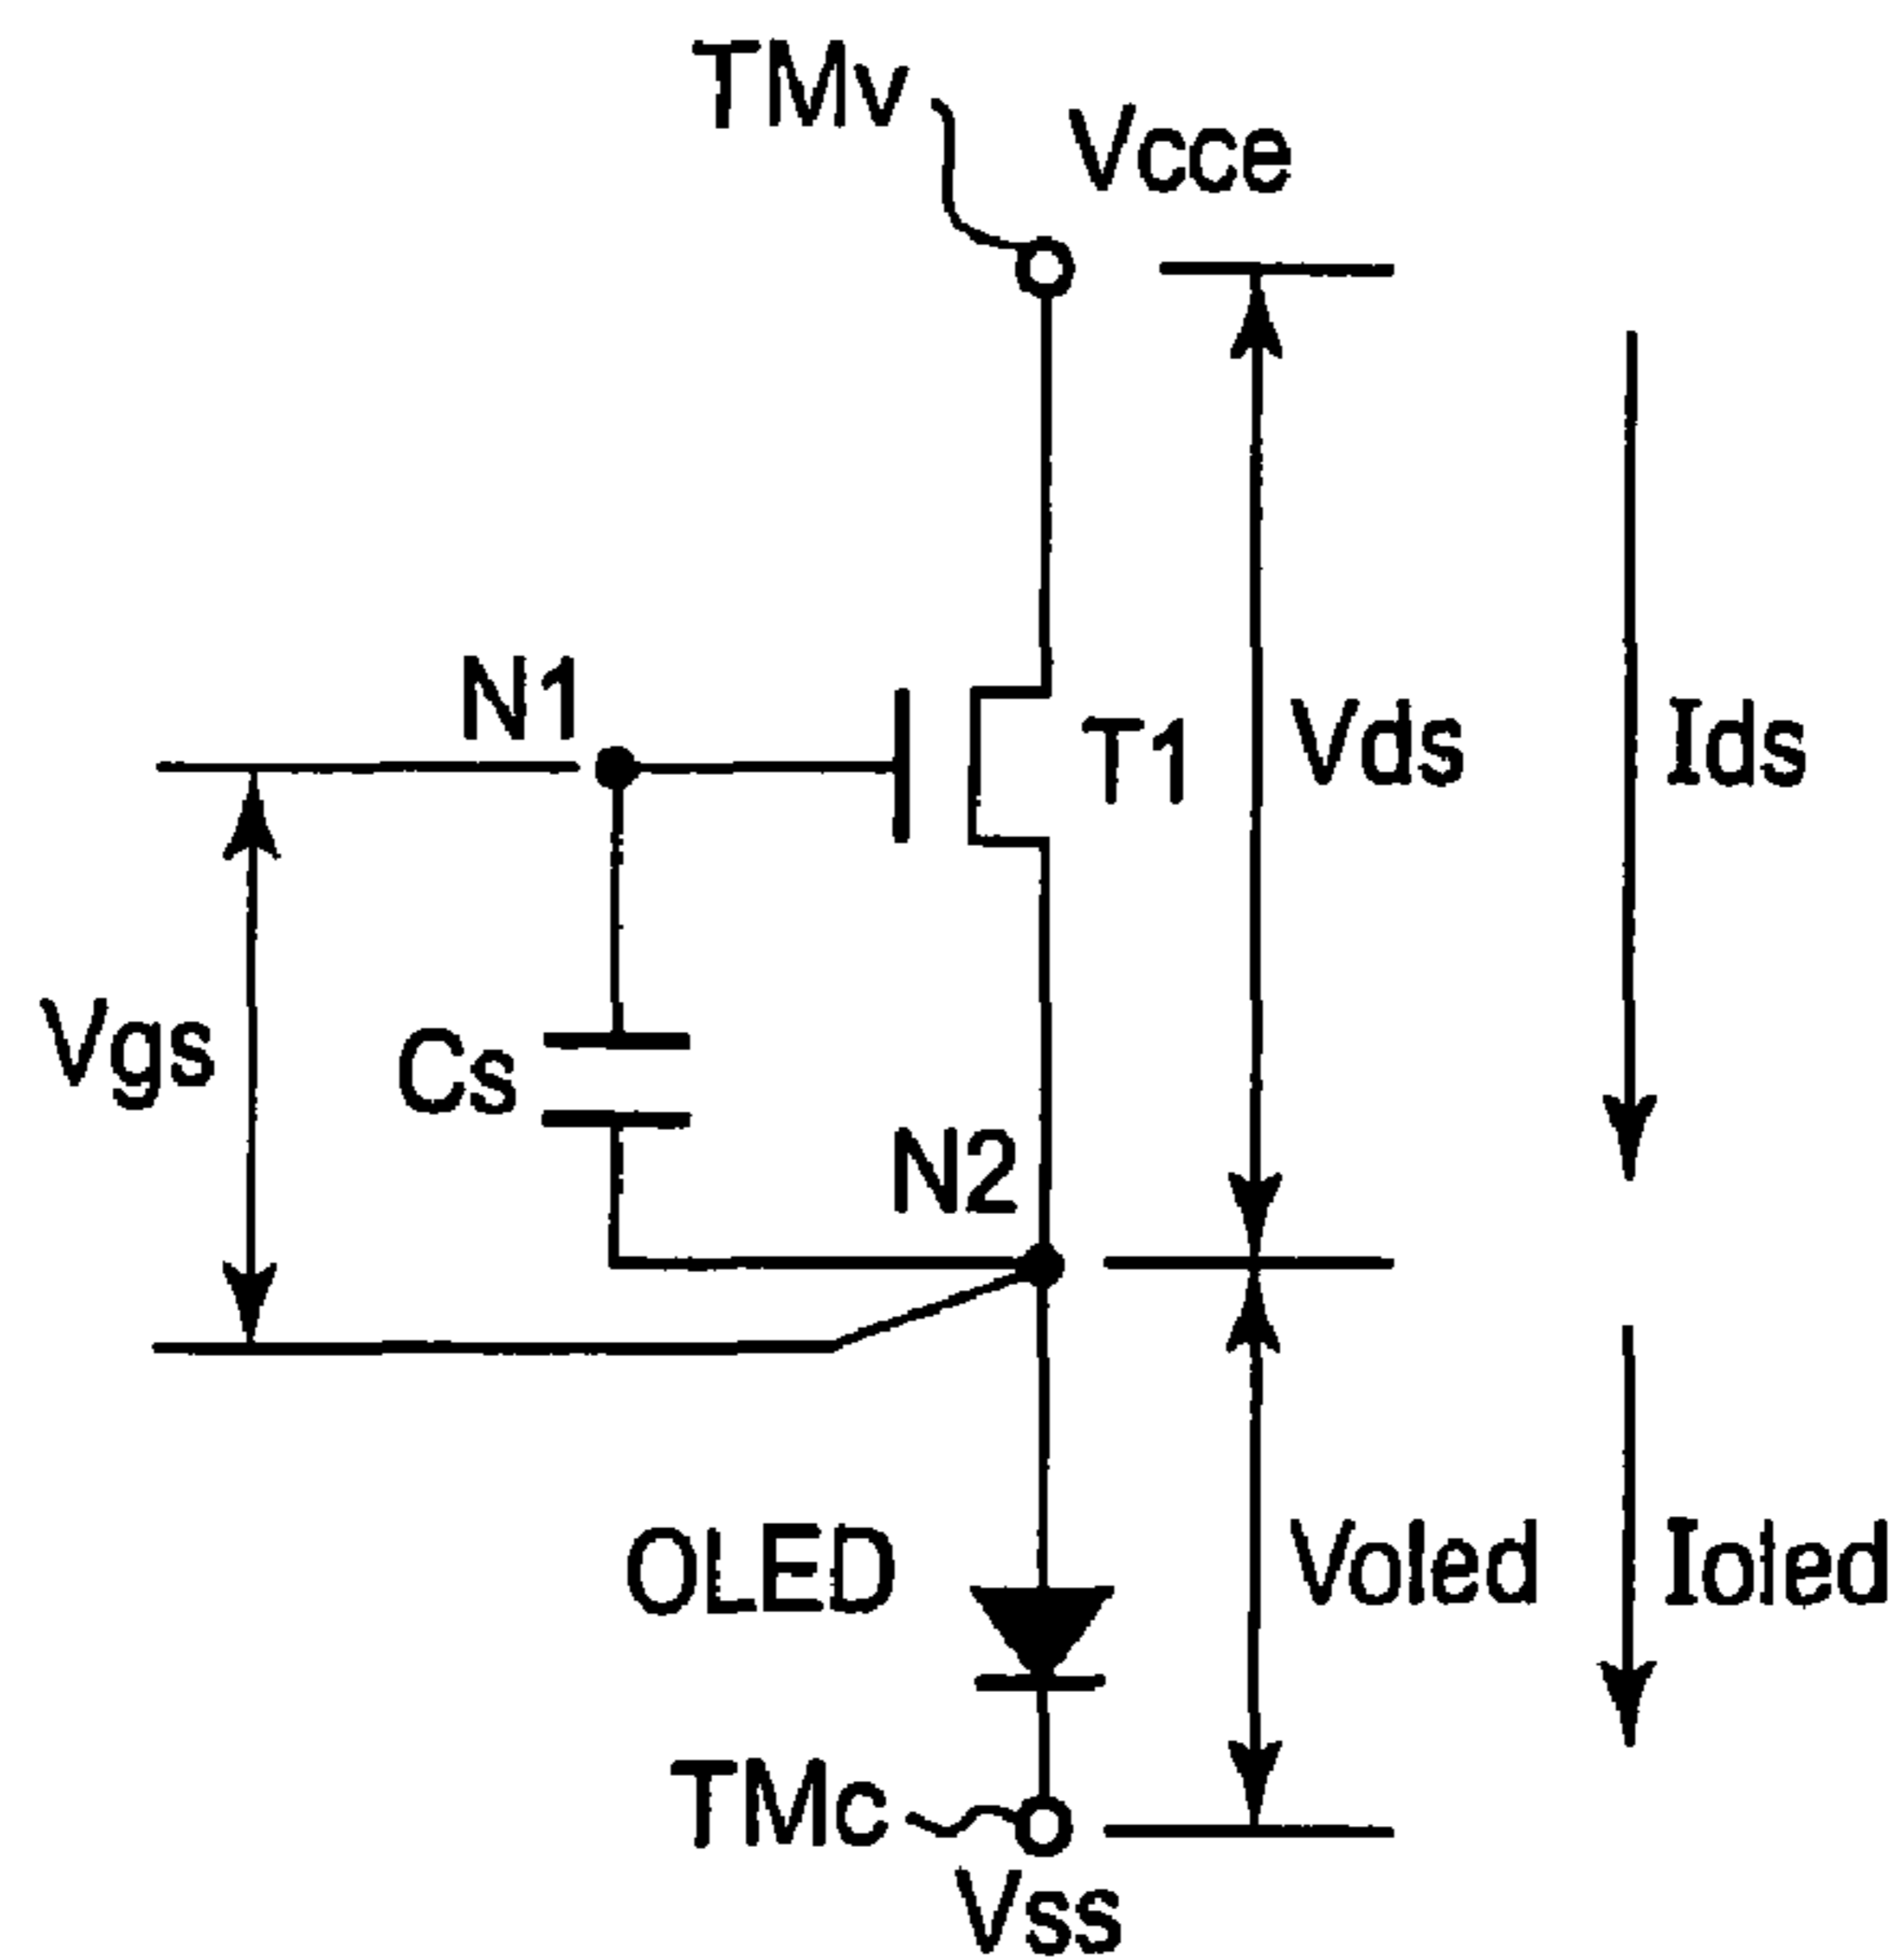 TMv
Vcce
N1
T1
Vds
Ids
Vgs
Cs
N2
OLED
Voled
Ioled
TMc
Vss